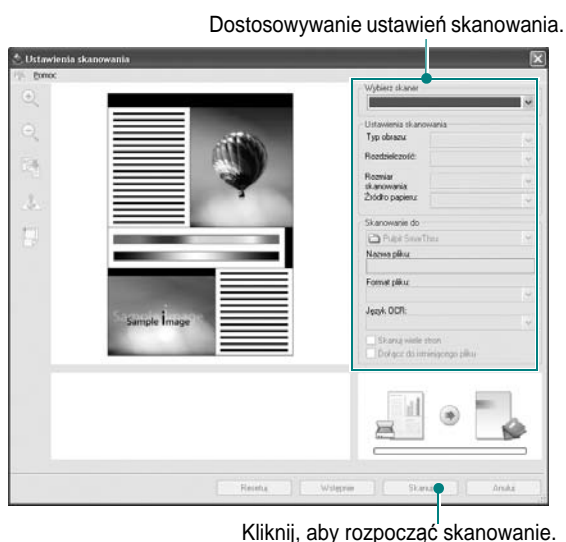 Dostosowywanie ustawień skanowania.
Ustawienia skanowania
Pomoc
Wybierz skaner
Ustawienia skanowania
Typ obrazu:
Rozdzielczość:
Rozmiar
skanowania:
Źródło papieru:
Skanowanie do
Pulpit SmarThru
Nazwa pliku:
Format pliku:
Język OCR:
Skanuj wiele stron
Dołącz do istniejącego pliku
Sample Image
Resetuj
Wstępnie
Skanuj
Anuluj
Kliknij, aby rozpocząć skanowanie.